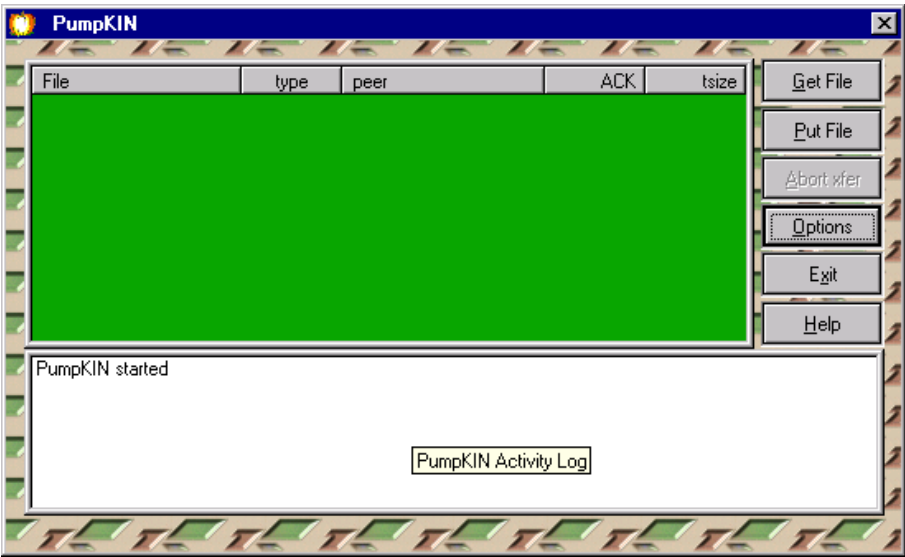 PumpKIN
File type peer ACK tsize
Get File
Put File
Abort xfer
Options
Exit
Help
PumpKIN started
PumpKIN Activity Log